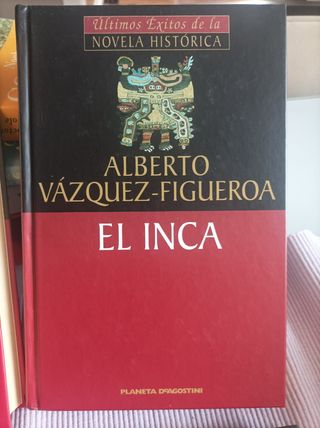 Últimos Éxitos de la
NOVELA HISTÓRICA
ALBERTO
VÁZQUEZ-FIGUEROA
EL INCA
PLANETA DEAGOSTINI